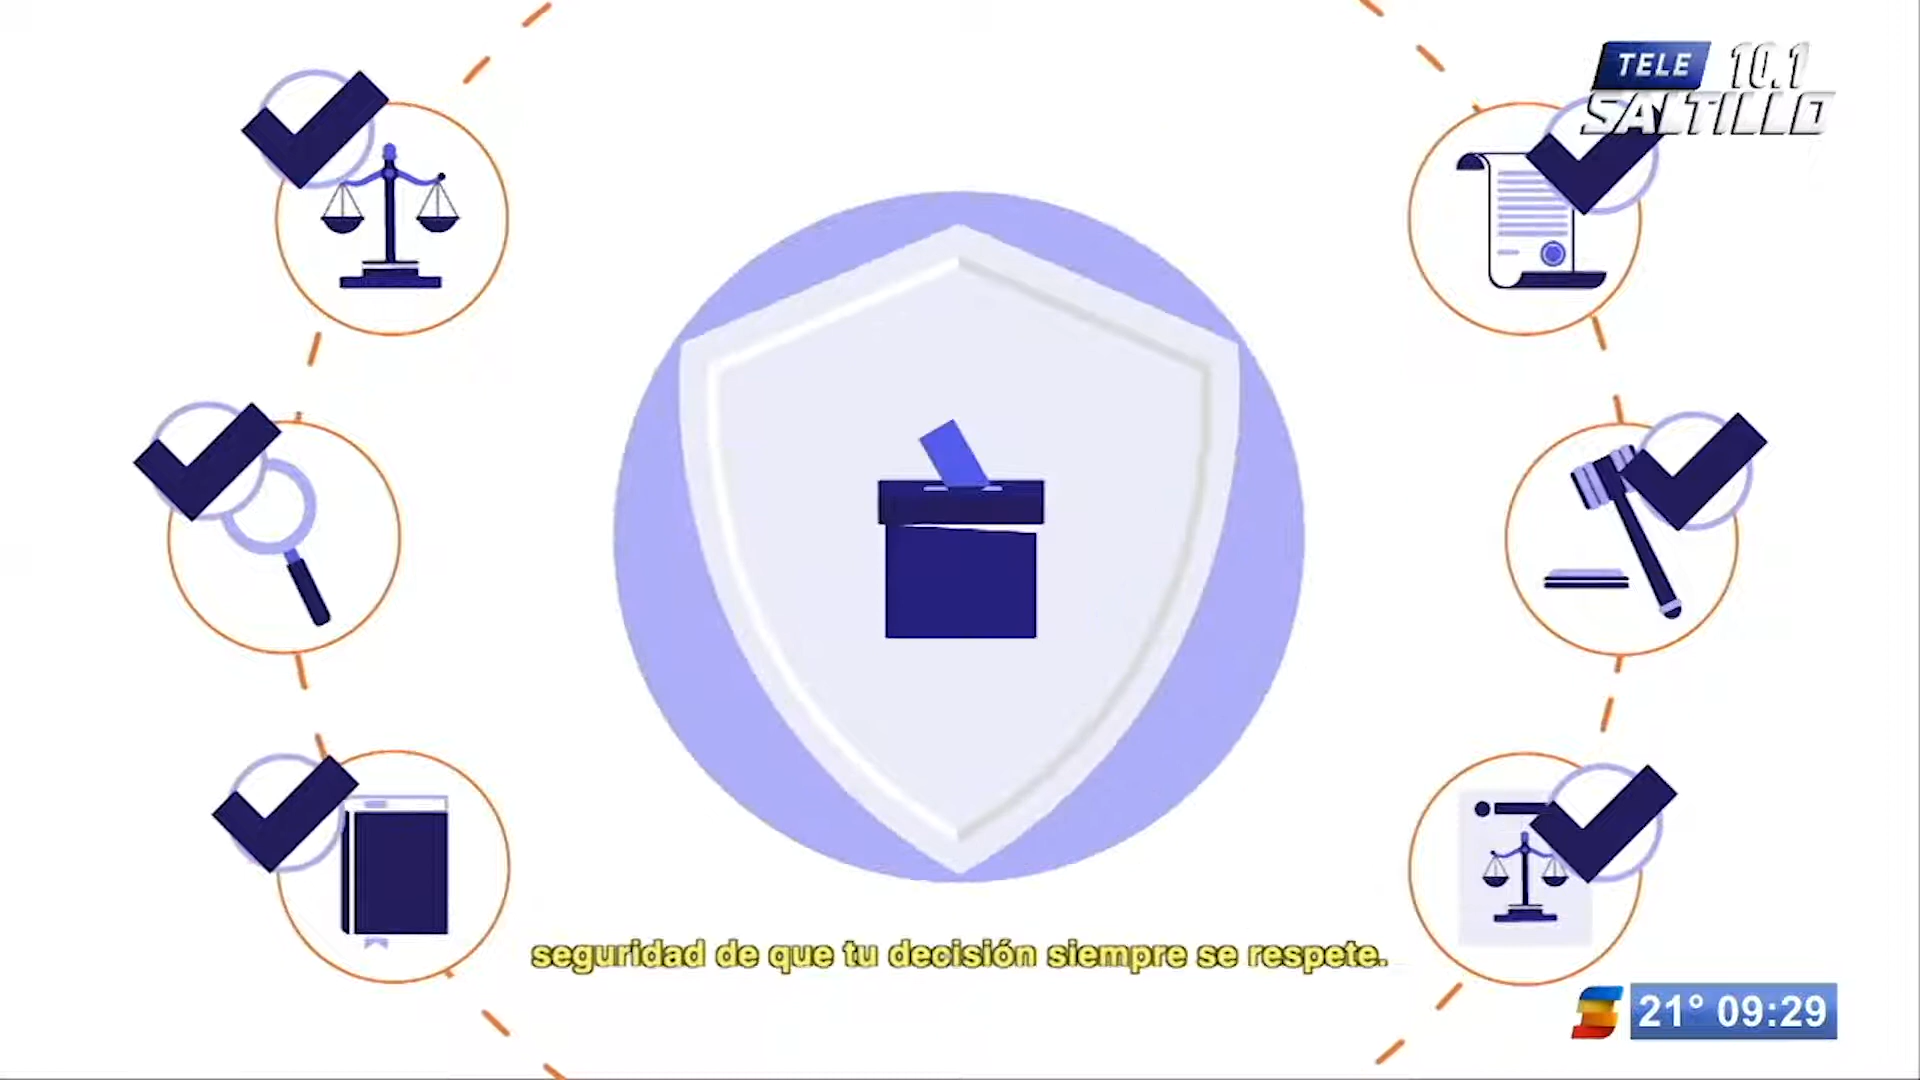 TELE 10.1
SALTILLO
seguridad de que tu decisión siempre se respete.
21° 09:29